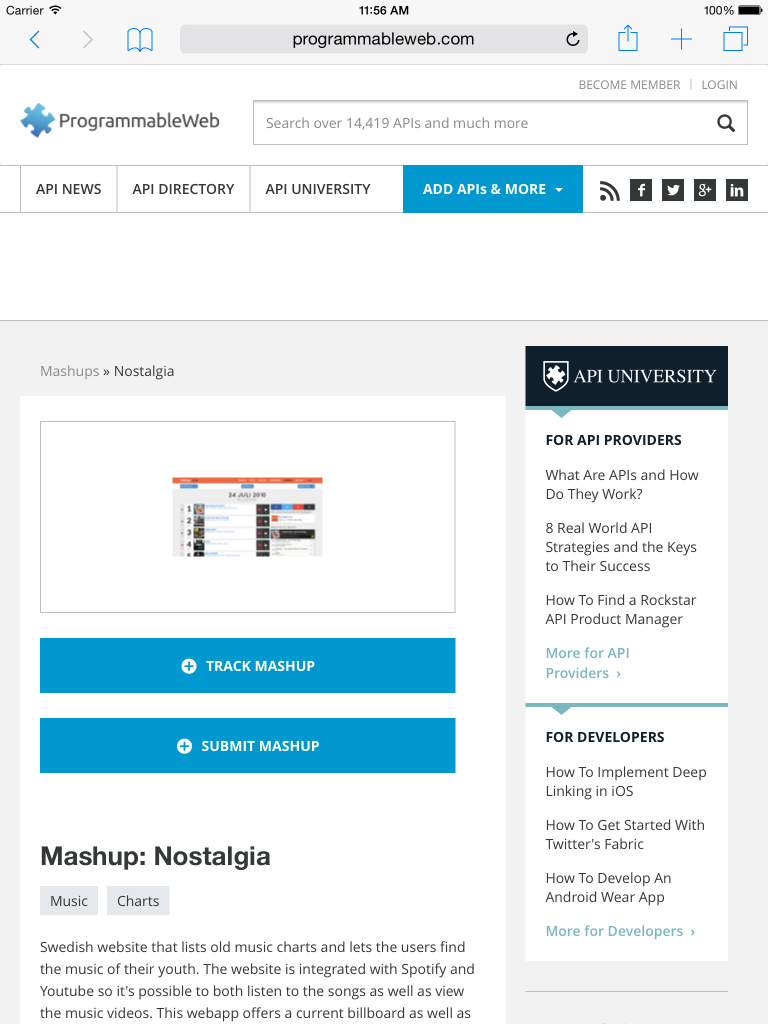 Carrier 11:56 AM 100%
programmableweb.com
BECOME MEMBER | LOGIN
ProgrammableWeb
Search over 14,419 APIs and much more
API NEWS API DIRECTORY API UNIVERSITY ADD APIs & MORE
Mashups » Nostalgia
24 JULI 2010
1
2
3
4
TRACK MASHUP
SUBMIT MASHUP
Mashup: Nostalgia
Music Charts
Swedish website that lists old music charts and lets the users find
the music of their youth. The website is integrated with Spotify and
Youtube so it's possible to both listen to the songs as well as view
the music videos. This webapp offers a current billboard as well as
API UNIVERSITY
FOR API PROVIDERS
What Are APIs and How
Do They Work?
8 Real World API
Strategies and the Keys
to Their Success
How To Find a Rockstar
API Product Manager
More for API
Providers ›
FOR DEVELOPERS
How To Implement Deep
Linking in iOS
How To Get Started With
Twitter's Fabric
How To Develop An
Android Wear App
More for Developers ›